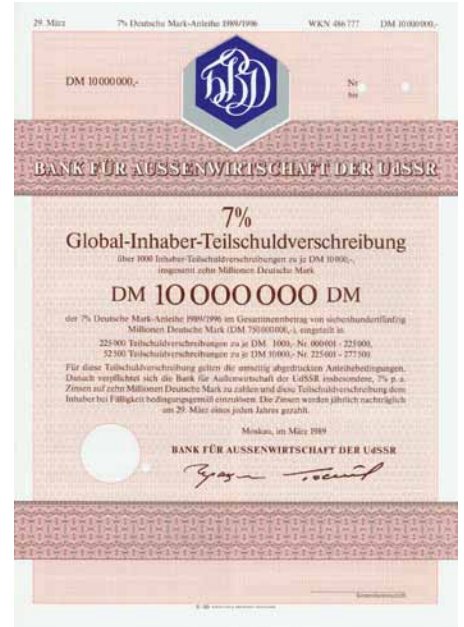 29. März 7% Deutsche Mark-Anleihe 1989/1996 WKN 486 777 DM 10 000 000,-
DM 10 000 000,-
Nr
bis
BANK FÜR AUSSENWIRTSCHAFT DER UdSSR
7%
Global-Inhaber-Teilschuldverschreibung
über 1000 Inhaber-Teilschuldverschreibungen zu je DM 10 000,-,
insgesamt zehn Millionen Deutsche Mark
DM 10 000 000 DM
der 7% Deutsche Mark-Anleihe 1989/1996 im Gesamtnennbetrag von siebenhundertfünfzig
Millionen Deutsche Mark (DM 750 000 000,-), eingeteilt in
225 000 Teilschuldverschreibungen zu je DM 1000,- Nr. 000 001 - 225 000,
52 500 Teilschuldverschreibungen zu je DM 10 000,- Nr. 225 001 - 277 500
Für diese Teilschuldverschreibung gelten die umseitig abgedruckten Anleihebedingungen.
Danach verpflichtet sich die Bank für Außenwirtschaft der UdSSR insbesondere, 7% p. a.
Zinsen auf zehn Millionen Deutsche Mark zu zahlen und diese Teilschuldverschreibung dem
Inhaber bei Fälligkeit bedingungsgemäß einzulösen. Die Zinsen werden jährlich nachträglich
am 29. März eines jeden Jahres gezahlt.
Moskau, im März 1989
BANK FÜR AUSSENWIRTSCHAFT DER UdSSR